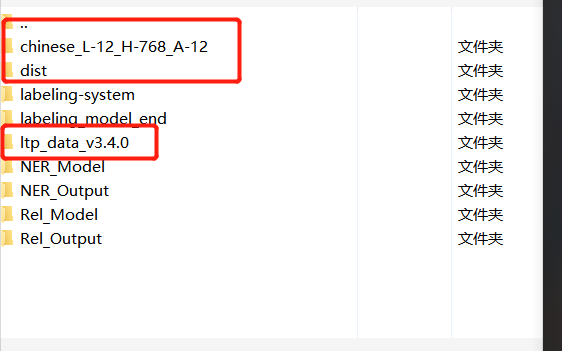 ..
chinese_L-12_H-768_A-12 文件夹
dist 文件夹
labeling-system 文件夹
labeling_model_end 文件夹
ltp_data_v3.4.0 文件夹
NER_Model 文件夹
NER_Output 文件夹
Rel_Model 文件夹
Rel_Output 文件夹